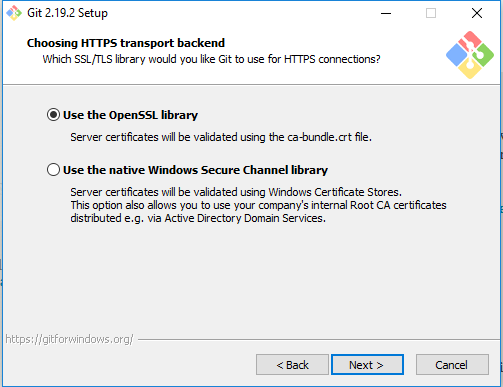 Git 2.19.2 Setup
Choosing HTTPS transport backend
Which SSL/TLS library would you like Git to use for HTTPS connections?
Use the OpenSSL library
Server certificates will be validated using the ca-bundle.crt file.
Use the native Windows Secure Channel library
Server certificates will be validated using Windows Certificate Stores.
This option also allows you to use your company's internal Root CA certificates
distributed e.g. via Active Directory Domain Services.
https://gitforwindows.org/
< Back
Next >
Cancel